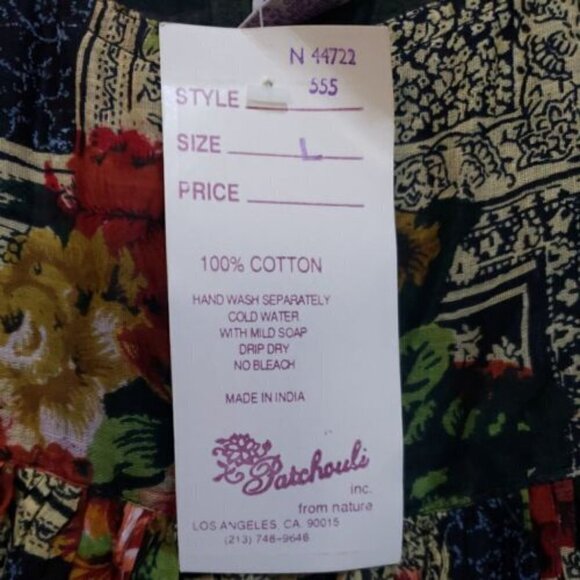 N 44722
STYLE 555
SIZE L
PRICE
100% COTTON
HAND WASH SEPARATELY
COLD WATER
WITH MILD SOAP
DRIP DRY
NO BLEACH
MADE IN INDIA
Patchouli
inc.
from nature
LOS ANGELES CA. 90015
(213) 748-9646